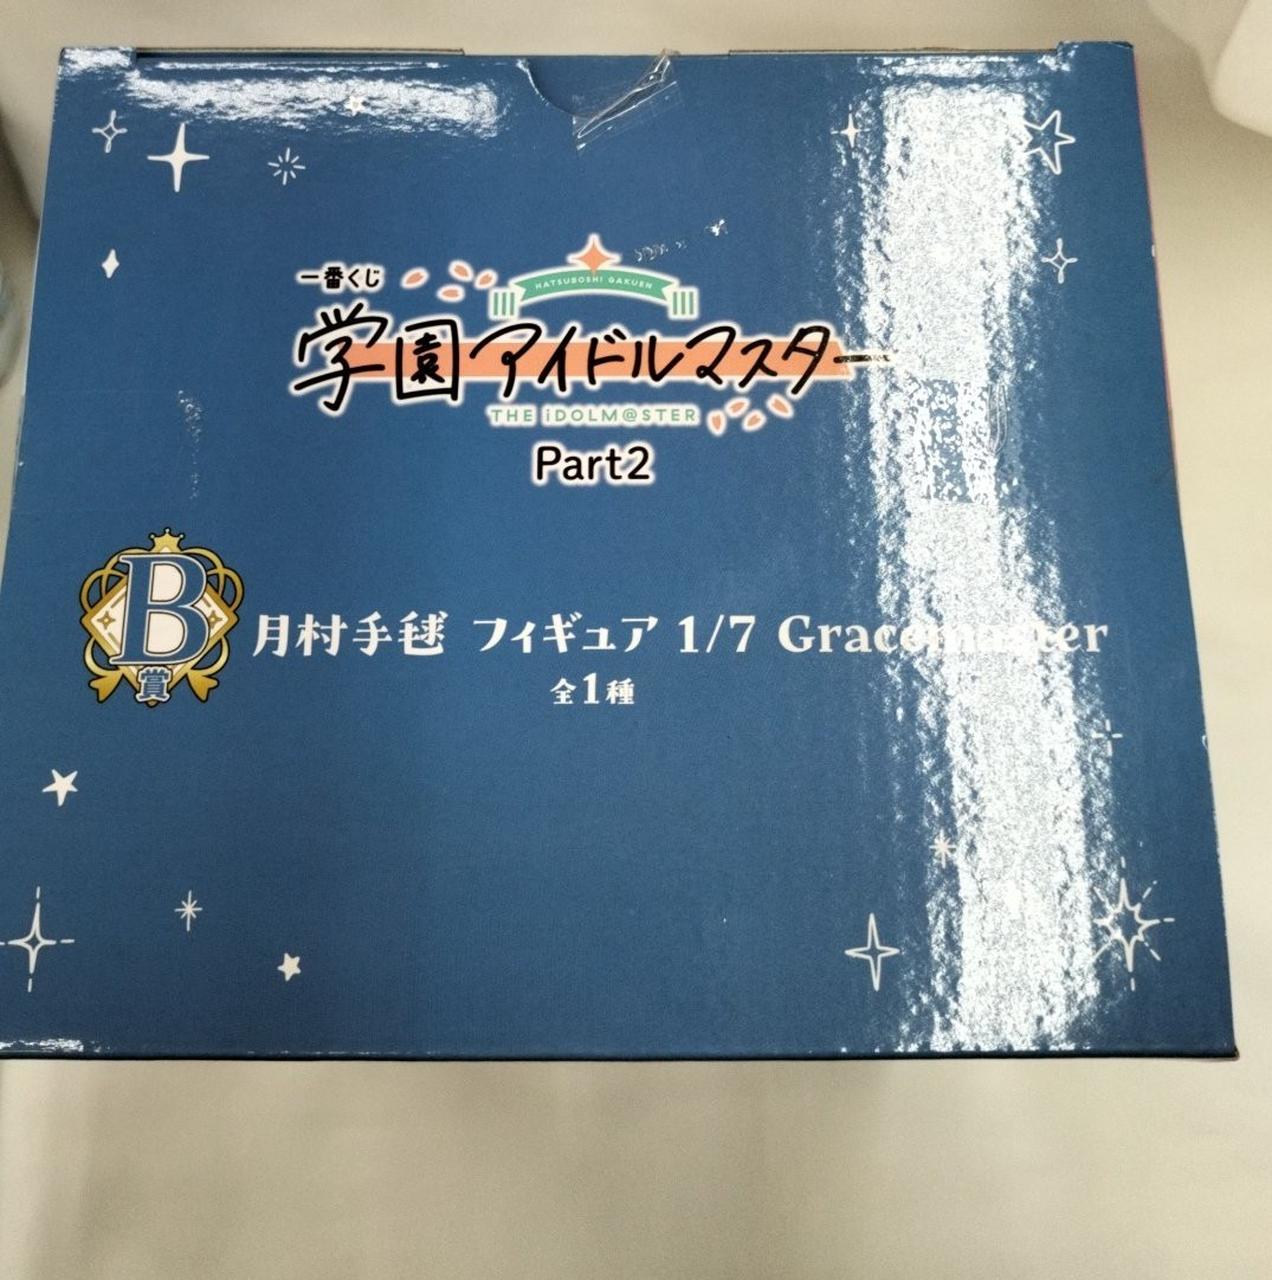 一番くじ
HATSUBOSHI GAKUEN
学園アイドルマスター
THE iDOLM@STER
Part2
B賞
月村手毬 フィギュア 1/7
全1種